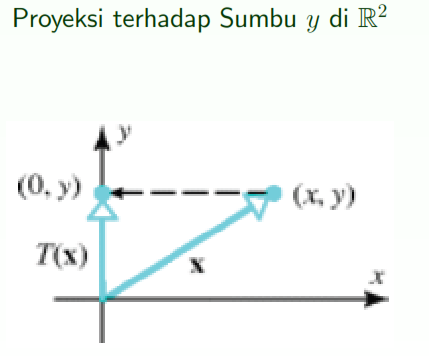 Proyeksi terhadap Sumbu y di ℝ²
y
(0, y)
(x, y)
T(x)
x
x